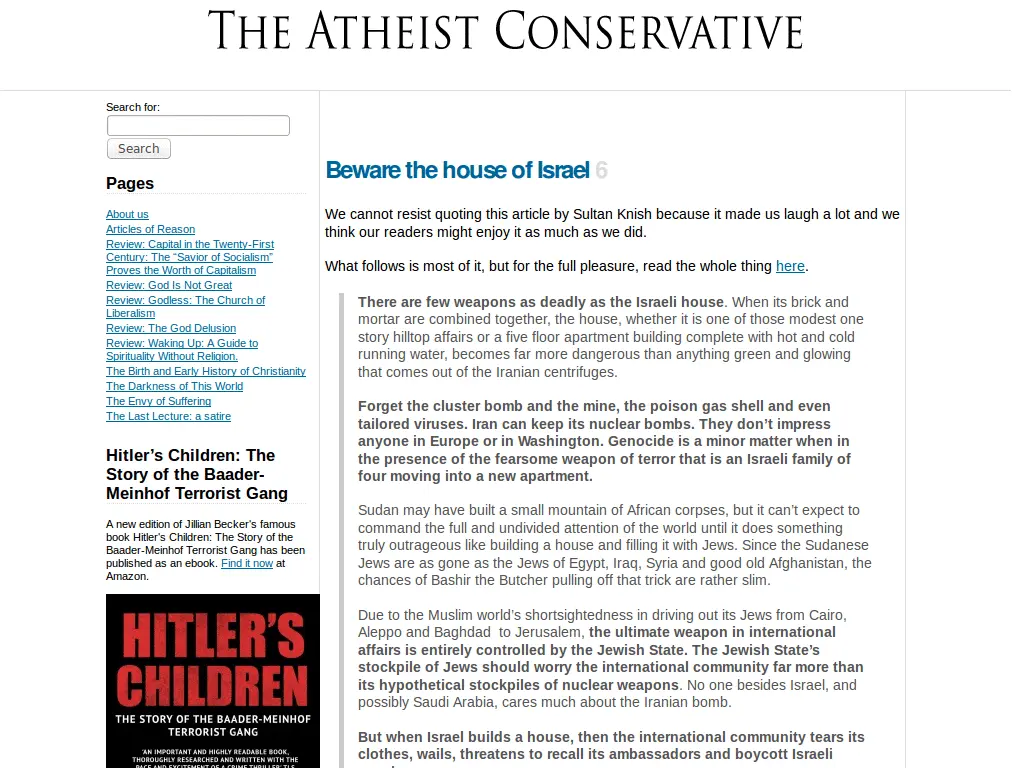 THE ATHEIST CONSERVATIVE
Search for:
Search
Pages
About us
Articles of Reason
Review: Capital in the Twenty-First
Century: The “Savior of Socialism”
Proves the Worth of Capitalism
Review: God Is Not Great
Review: Godless: The Church of
Liberalism
Review: The God Delusion
Review: Waking Up: A Guide to
Spirituality Without Religion.
The Birth and Early History of Christianity
The Darkness of This World
The Envy of Suffering
The Last Lecture: a satire
Hitler’s Children: The
Story of the Baader-
Meinhof Terrorist Gang
A new edition of Jillian Becker’s famous
book Hitler’s Children: The Story of the
Baader-Meinhof Terrorist Gang has been
published as an ebook. Find it now at
Amazon.
HITLER’S
CHILDREN
THE STORY OF THE BAADER-MEINHOF
TERRORIST GANG
‘AN IMPORTANT AND HIGHLY READABLE BOOK,
THOROUGHLY RESEARCHED AND WRITTEN WITH THE
PACE AND EXCITEMENT OF A CRIME THRILLER’ TLS
Beware the house of Israel 6
We cannot resist quoting this article by Sultan Knish because it made us laugh a lot and we
think our readers might enjoy it as much as we did.
What follows is most of it, but for the full pleasure, read the whole thing here.
There are few weapons as deadly as the Israeli house. When its brick and
mortar are combined together, the house, whether it is one of those modest one
story hilltop affairs or a five floor apartment building complete with hot and cold
running water, becomes far more dangerous than anything green and glowing
that comes out of the Iranian centrifuges.
Forget the cluster bomb and the mine, the poison gas shell and even
tailored viruses. Iran can keep its nuclear bombs. They don’t impress
anyone in Europe or in Washington. Genocide is a minor matter when in
the presence of the fearsome weapon of terror that is an Israeli family of
four moving into a new apartment.
Sudan may have built a small mountain of African corpses, but it can’t expect to
command the full and undivided attention of the world until it does something
truly outrageous like building a house and filling it with Jews. Since the Sudanese
Jews are as gone as the Jews of Egypt, Iraq, Syria and good old Afghanistan, the
chances of Bashir the Butcher pulling off that trick are rather slim.
Due to the Muslim world’s shortsightedness in driving out its Jews from Cairo,
Aleppo and Baghdad to Jerusalem, the ultimate weapon in international
affairs is entirely controlled by the Jewish State. The Jewish State’s
stockpile of Jews should worry the international community far more than
its hypothetical stockpiles of nuclear weapons. No one besides Israel, and
possibly Saudi Arabia, cares much about the Iranian bomb.
But when Israel builds a house, then the international community tears its
clothes, wails, threatens to recall its ambassadors and boycott Israeli